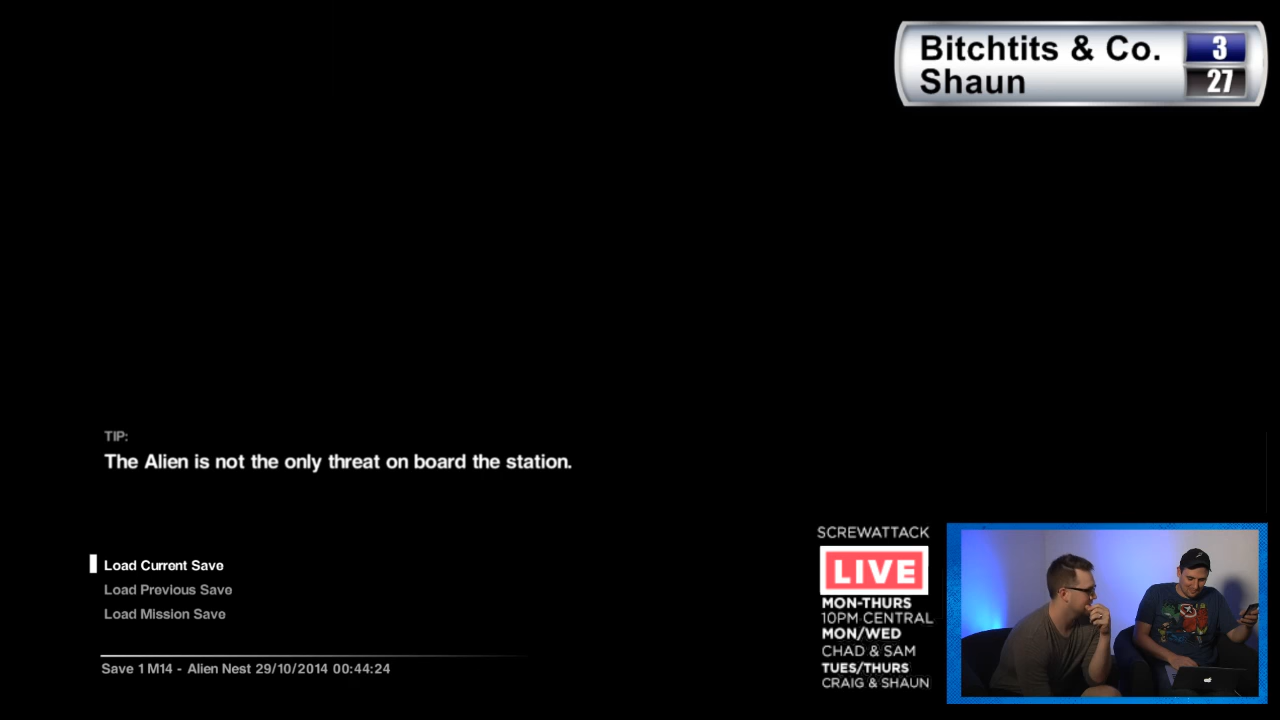 Bitchtits & Co. 3
Shaun 27
TIP:
The Alien is not the only threat on board the station.
Load Current Save
Load Previous Save
Load Mission Save
Save 1 M14 - Alien Nest 29/10/2014 00:44:24
SCREWATTACK
LIVE
MON-THURS
10PM CENTRAL
MON/WED
CHAD & SAM
TUES/THURS
CRAIG & SHAUN